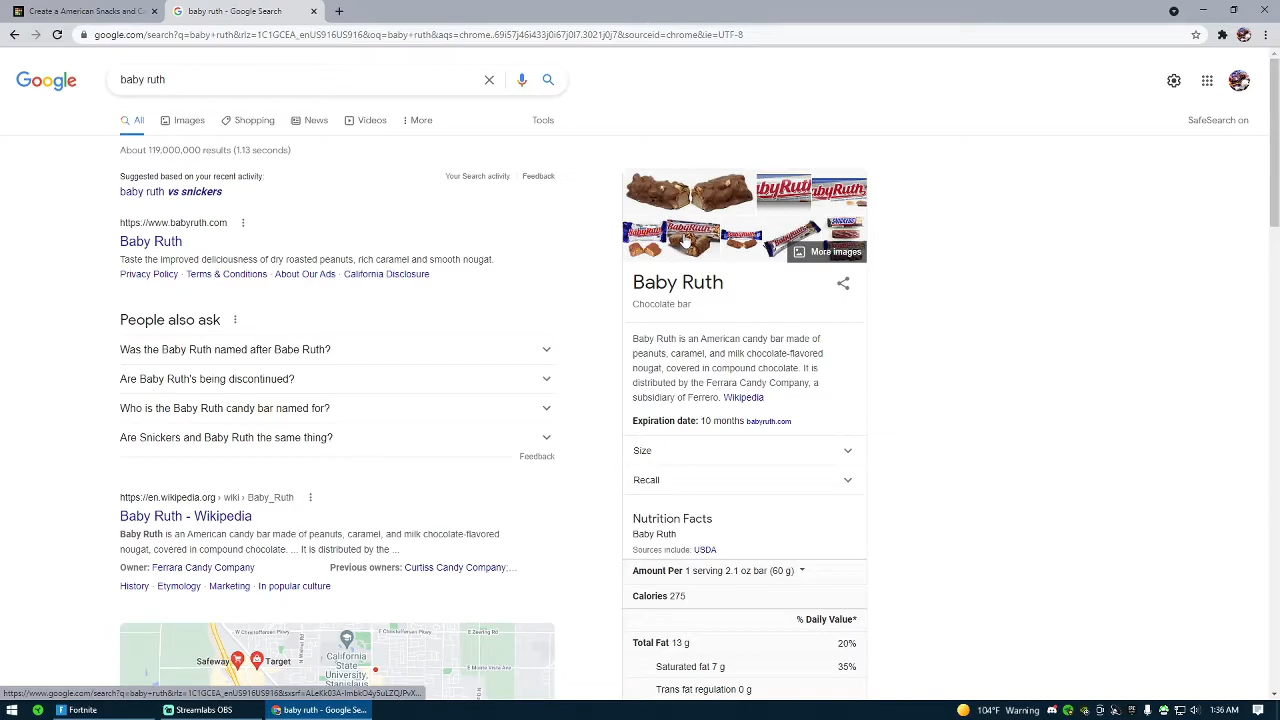 Create a American Snacks and Ca
baby ruth - Google Search
google.com/search?q=baby+ruth&rlz=1C1GCEA_enUS916US916&oq=baby+ruth&aqs=chrome..69i57j46i433j0i67j0l7.3021j0j7&sourceid=chrome&ie=UTF-8
Google
baby ruth
All Images Shopping News Videos More Tools
SafeSearch on
About 119,000,000 results (1.13 seconds)
Suggested based on your recent activity: Your Search activity Feedback
baby ruth vs snickers
https://www.babyruth.com
Baby Ruth
Taste the improved deliciousness of dry roasted peanuts, rich caramel and smooth nougat.
Privacy Policy · Terms & Conditions · About Our Ads · California Disclosure
People also ask
Was the Baby Ruth named after Babe Ruth?
Are Baby Ruth's being discontinued?
Who is the Baby Ruth candy bar named for?
Are Snickers and Baby Ruth the same thing?
Feedback
https://en.wikipedia.org › wiki › Baby_Ruth
Baby Ruth - Wikipedia
Baby Ruth is an American candy bar made of peanuts, caramel, and milk chocolate-flavored
nougat, covered in compound chocolate. ... It is distributed by the ...
Owner: Ferrara Candy Company Previous owners: Curtiss Candy Company;...
History · Etymology · Marketing · In popular culture
W Christoffersen Pkwy
E Christoffersen Pkwy
E Zeering Rd
Safeway
Target
California
State
University,
Stanislaus
E Monte Vista Ave
BabyRuth
More images
Baby Ruth
Chocolate bar
Baby Ruth is an American candy bar made of
peanuts, caramel, and milk chocolate-flavored
nougat, covered in compound chocolate. It is
distributed by the Ferrara Candy Company, a
subsidiary of Ferrero. Wikipedia
Expiration date: 10 months babyruth.com
Size
Recall
Nutrition Facts
Baby Ruth
Sources include: USDA
Amount Per 1 serving 2.1 oz bar (60 g)
Calories 275
% Daily Value*
Total Fat 13 g 20%
Saturated fat 7 g 35%
Trans fat regulation 0 g
Fortnite
Streamlabs OBS
baby ruth - Google Se...
104°F Warning
1:36 AM